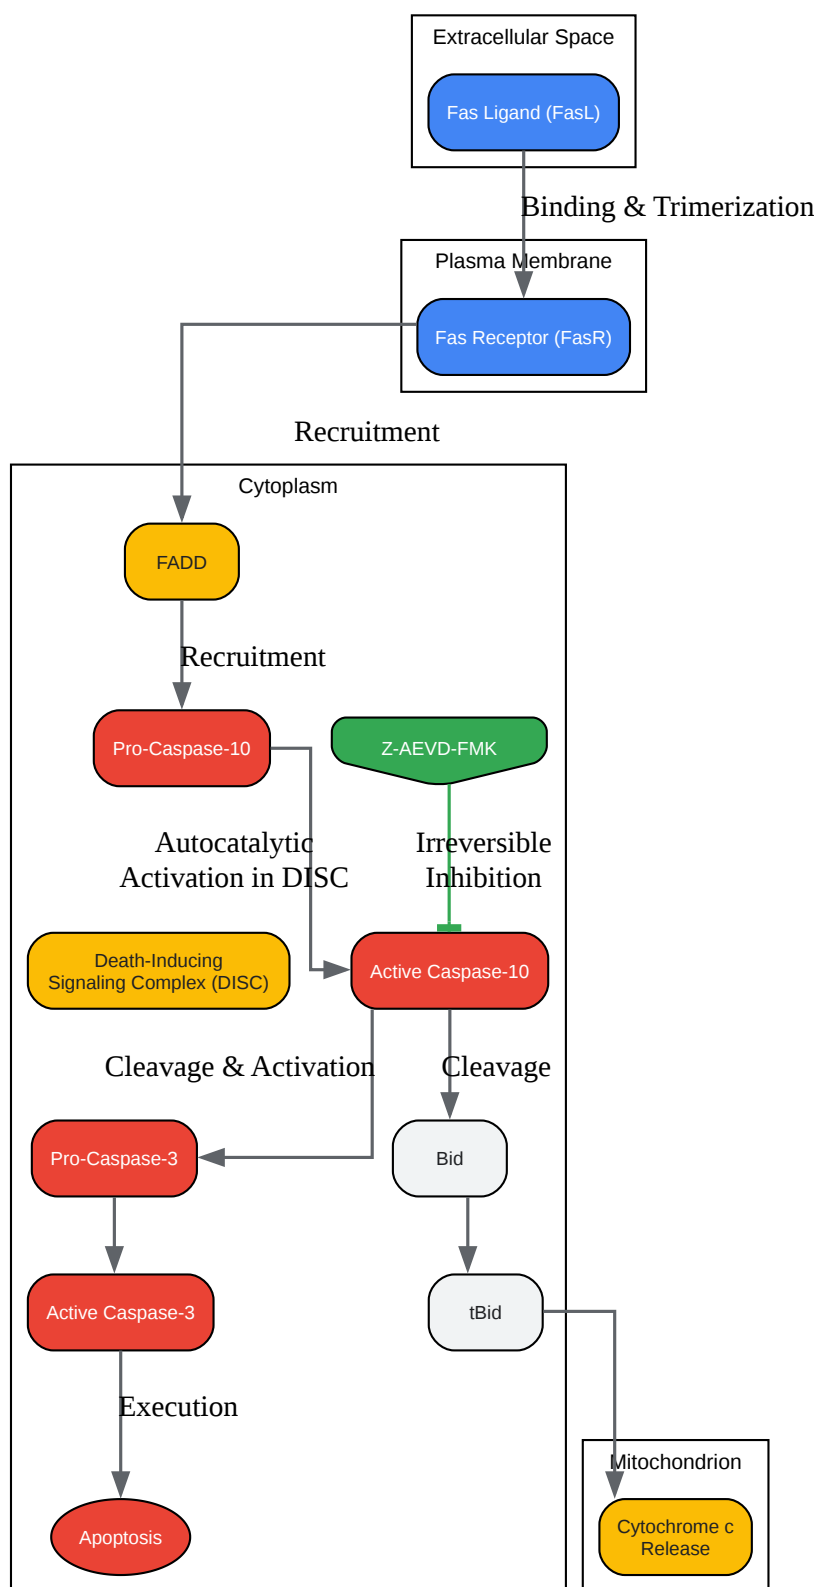 Extracellular Space
Fas Ligand (FasL)
Binding & Trimerization
Plasma Membrane
Fas Receptor (FasR)
Recruitment
Cytoplasm
FADD
Recruitment
Pro-Caspase-10
Z-AEVD-FMK
Autocatalytic
Activation in DISC
Irreversible
Inhibition
Death-Inducing
Signaling Complex (DISC)
Active Caspase-10
Cleavage & Activation
Cleavage
Pro-Caspase-3
Bid
Active Caspase-3
tBid
Execution
Mitochondrion
Apoptosis
Cytochrome c
Release